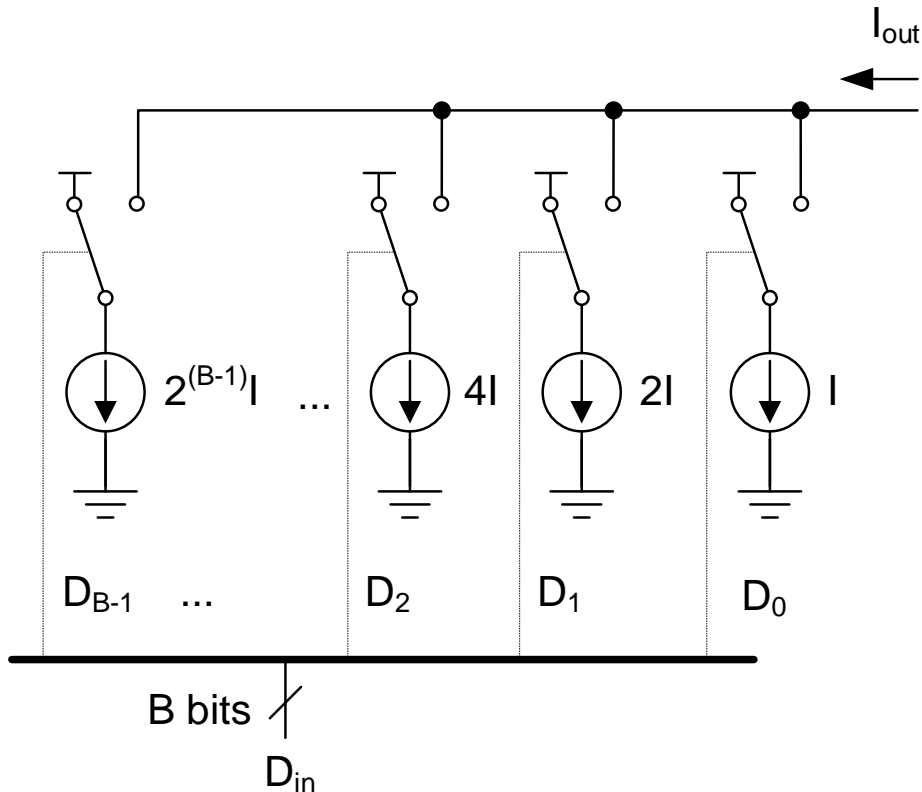 I_out
2^(B-1)I ... 4I 2I I
D_B-1 ... D_2 D_1 D_0
B bits
D_in